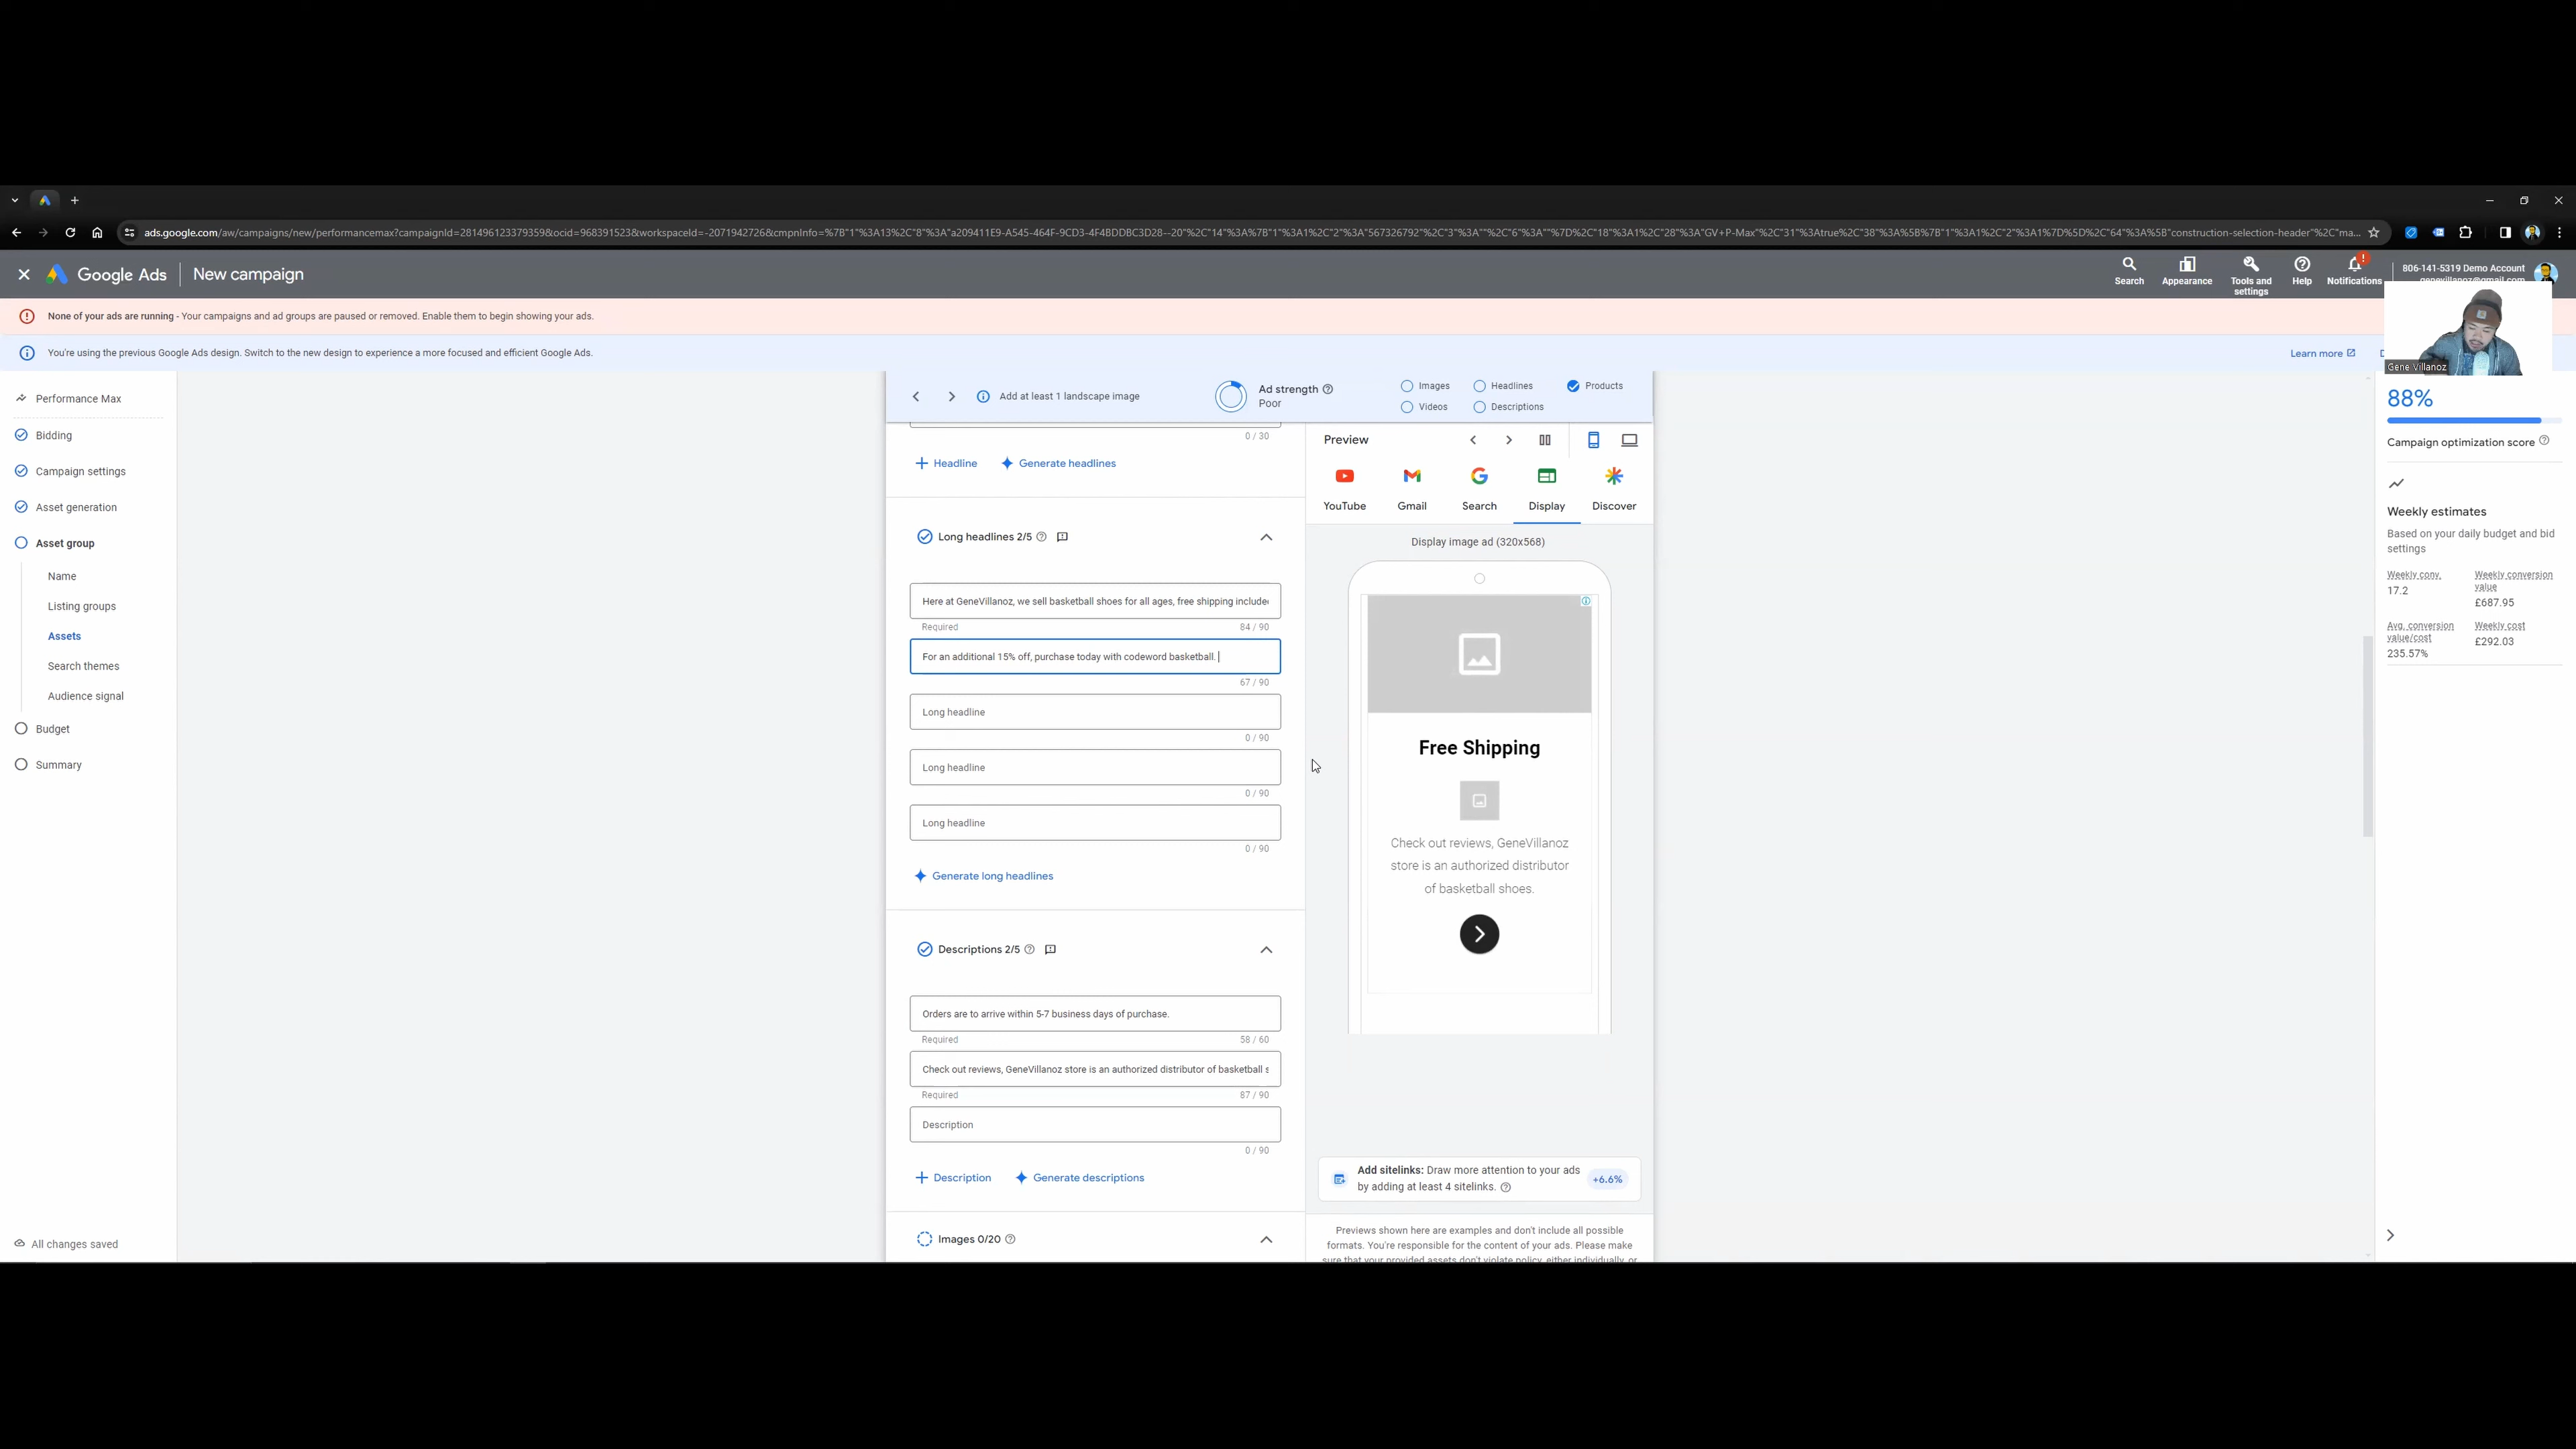 ads.google.com/aw/campaigns/new/performancemax?campaignId=281496123379359&ocid=968391523&workspaceId=-2071942726&cmpnInfo=%7B"1"%3A13%2C"8"%3A"a209411E9-A545-464F-9CD3-4F4BDDBC3D28--20"%2C"14"%3A%7B"1"%3A1%2C"2"%3A"567326792"%2C"3"%3A""%2C"6"%3A""%7D%2C"18"%3A1%2C"28"%3A"GV+P-Max"%2C"31"%3Atrue%2C"38"%3A%5B%7B"1"%3A1%2C"2"%3A1%7D%5D%2C"64"%3A%5B"construction-selection-header"%2C"ma...
Google Ads
New campaign
Search
Appearance
Tools and settings
Help
Notifications
806-141-5319 Demo Account
genevillanoz@gmail.com
None of your ads are running - Your campaigns and ad groups are paused or removed. Enable them to begin showing your ads.
You're using the previous Google Ads design. Switch to the new design to experience a more focused and efficient Google Ads.
Learn more
Gene Villanoz
Performance Max
Bidding
Campaign settings
Asset generation
Asset group
Name
Listing groups
Assets
Search themes
Audience signal
Budget
Summary
All changes saved
Add at least 1 landscape image
Ad strength
Poor
Images
Headlines
Products
Videos
Descriptions
0 / 30
Headline
Generate headlines
Long headlines 2/5
Here at GeneVillanoz, we sell basketball shoes for all ages, free shipping include
Required
84 / 90
For an additional 15% off, purchase today with codeword basketball.
67 / 90
Long headline
0 / 90
Long headline
0 / 90
Long headline
0 / 90
Generate long headlines
Descriptions 2/5
Orders are to arrive within 5-7 business days of purchase.
Required
58 / 60
Check out reviews, GeneVillanoz store is an authorized distributor of basketball s
Required
87 / 90
Description
0 / 90
Description
Generate descriptions
Images 0/20
Preview
YouTube
Gmail
Search
Display
Discover
Display image ad (320x568)
Free Shipping
Check out reviews, GeneVillanoz
store is an authorized distributor
of basketball shoes.
Add sitelinks: Draw more attention to your ads
by adding at least 4 sitelinks.
+6.6%
Previews shown here are examples and don't include all possible
formats. You're responsible for the content of your ads. Please make
sure that your provided assets don't violate policy, either individually, or
88%
Campaign optimization score
Weekly estimates
Based on your daily budget and bid
settings
Weekly conv.
17.2
Weekly conversion
value
£687.95
Avg. conversion
value/cost
235.57%
Weekly cost
£292.03